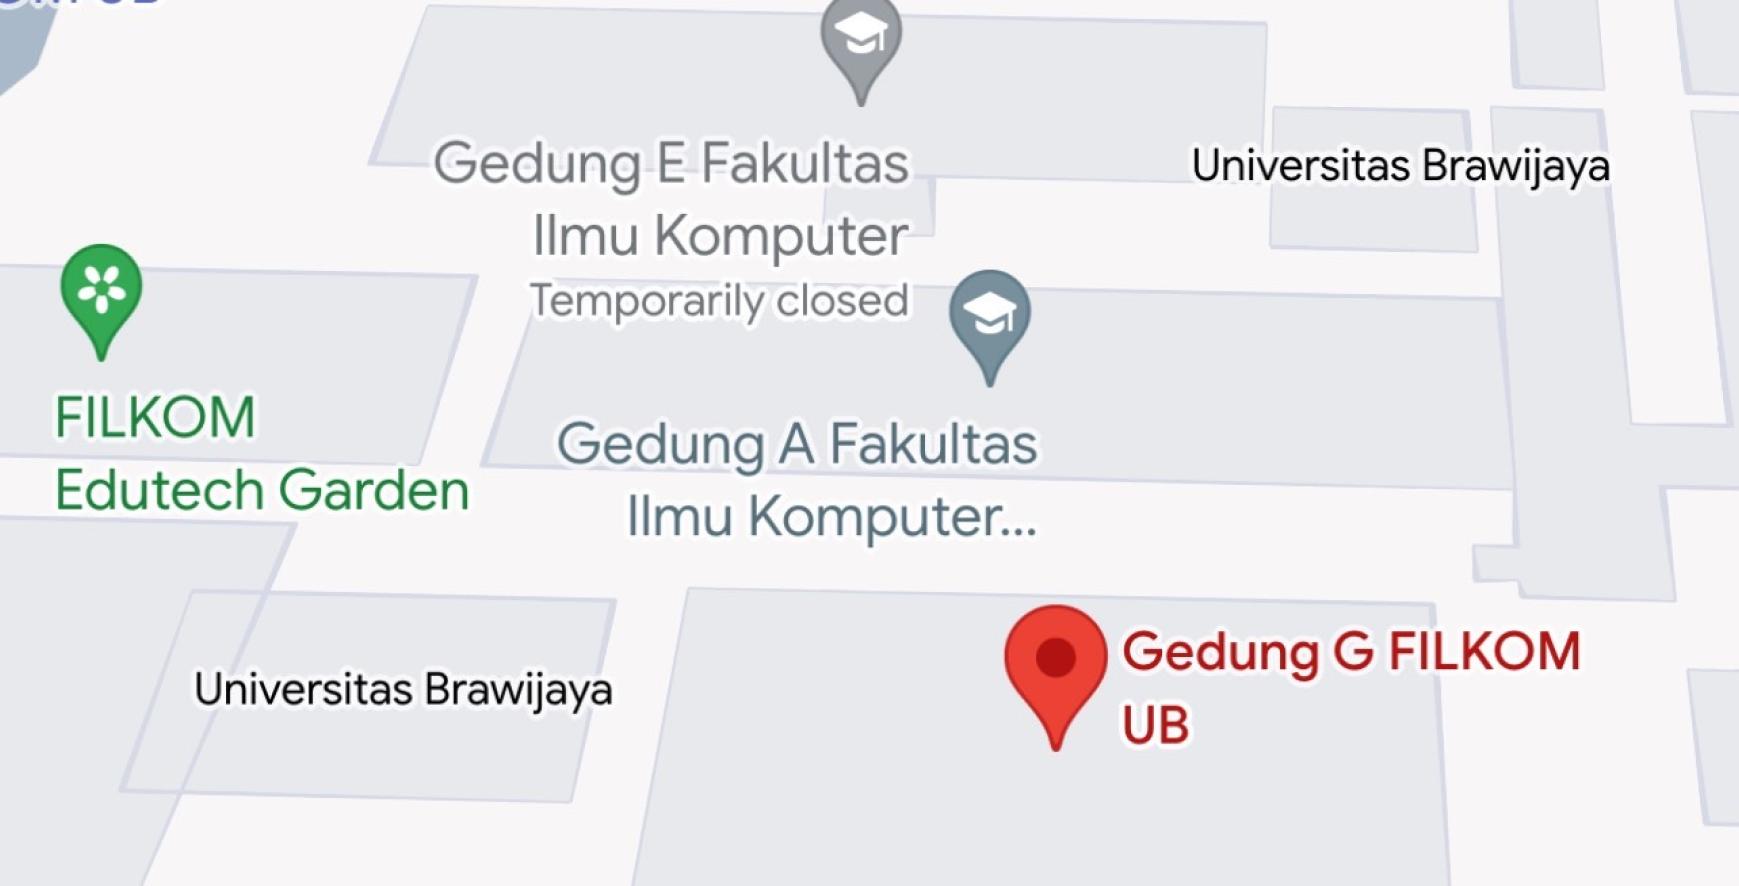 Gedung E Fakultas
Ilmu Komputer
Temporarily closed
Universitas Brawijaya
FILKOM
Edutech Garden
Gedung A Fakultas
Ilmu Komputer...
Universitas Brawijaya
Gedung G FILKOM
UB